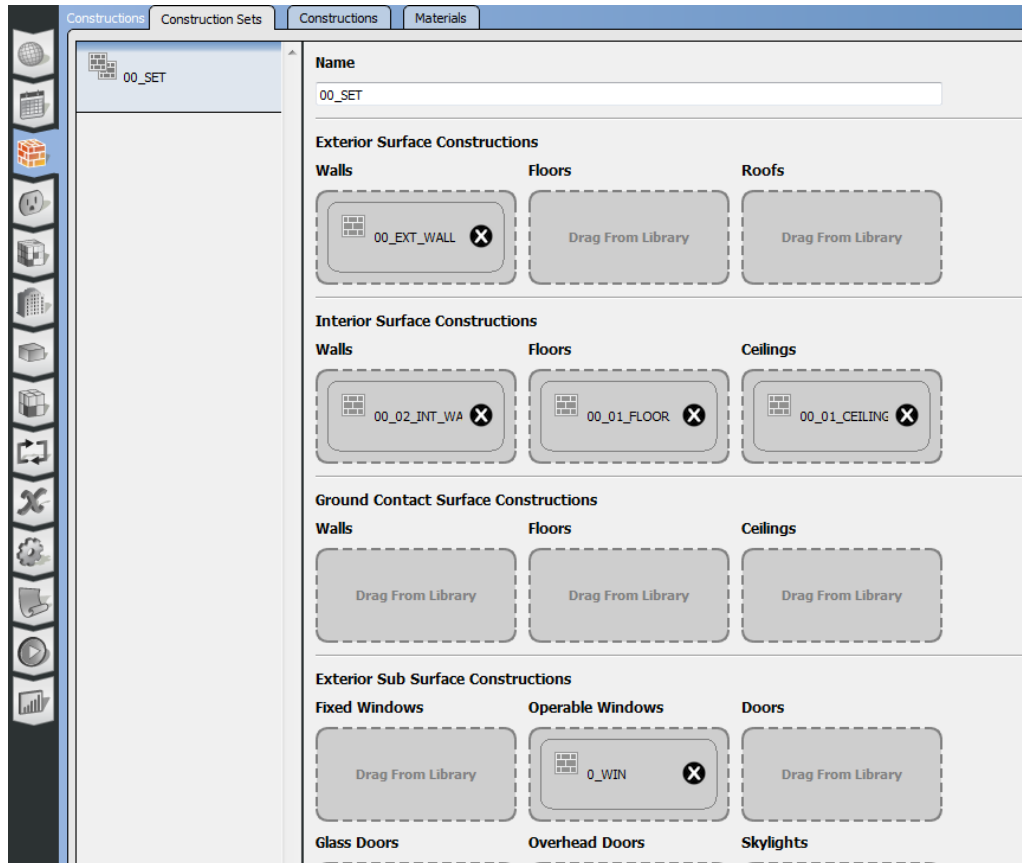 Constructions Construction Sets Constructions Materials
00_SET
Name
00_SET
Exterior Surface Constructions
Walls Floors Roofs
00_EXT_WALL Drag From Library Drag From Library
Interior Surface Constructions
Walls Floors Ceilings
00_02_INT_WA 00_01_FLOOR 00_01_CEILING
Ground Contact Surface Constructions
Walls Floors Ceilings
Drag From Library Drag From Library Drag From Library
Exterior Sub Surface Constructions
Fixed Windows Operable Windows Doors
Drag From Library 0_WIN Drag From Library
Glass Doors Overhead Doors Skylights